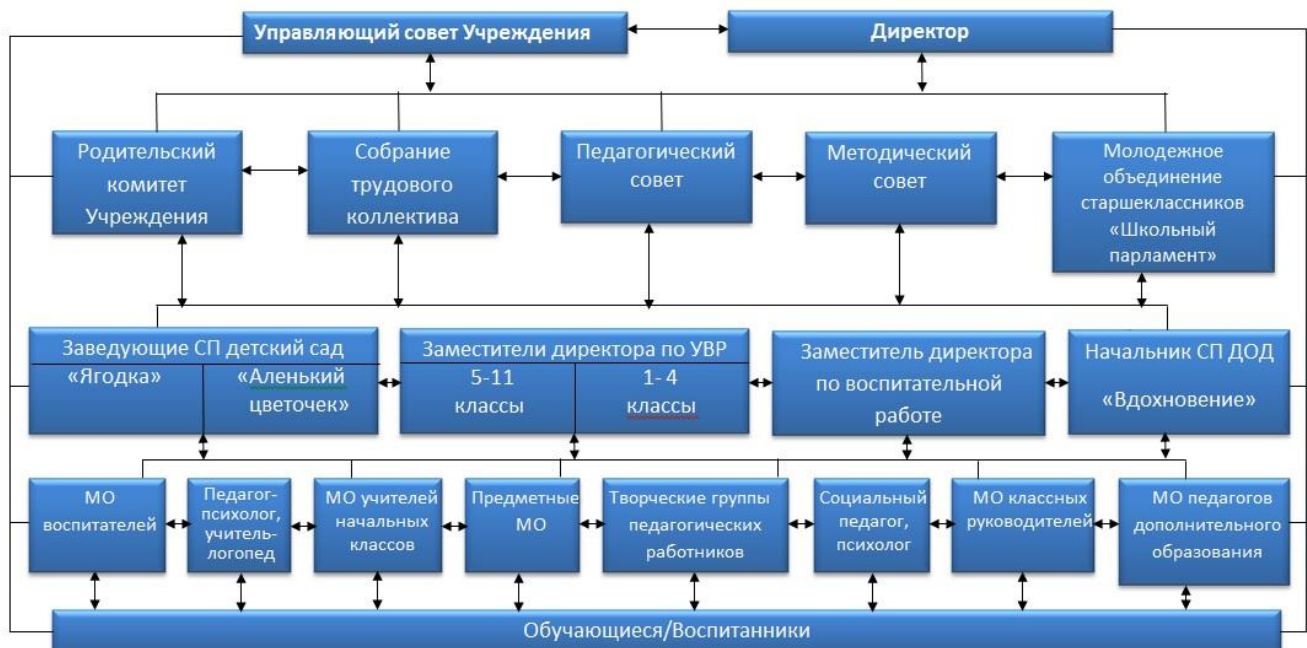 Управляющий совет Учреждения
Директор
Родительский
комитет
Учреждения
Собрание
трудового
коллектива
Педагогический
совет
Методический
совет
Молодежное
объединение
старшеклассников
«Школьный
парламент»
Заведующие СП детский сад
«Ягодка»
«Аленький
цветочек»
Заместители директора по УВР
5-11
классы
1- 4
классы
Заместитель директора
по воспитательной
работе
Начальник СП ДОД
«Вдохновение»
МО
воспитателей
Педагог-
психолог,
учитель-
логопед
МО учителей
начальных
классов
Предметные
МО
Творческие группы
педагогических
работников
Социальный
педагог,
психолог
МО классных
руководителей
МО педагогов
дополнительного
образования
Обучающиеся/Воспитанники